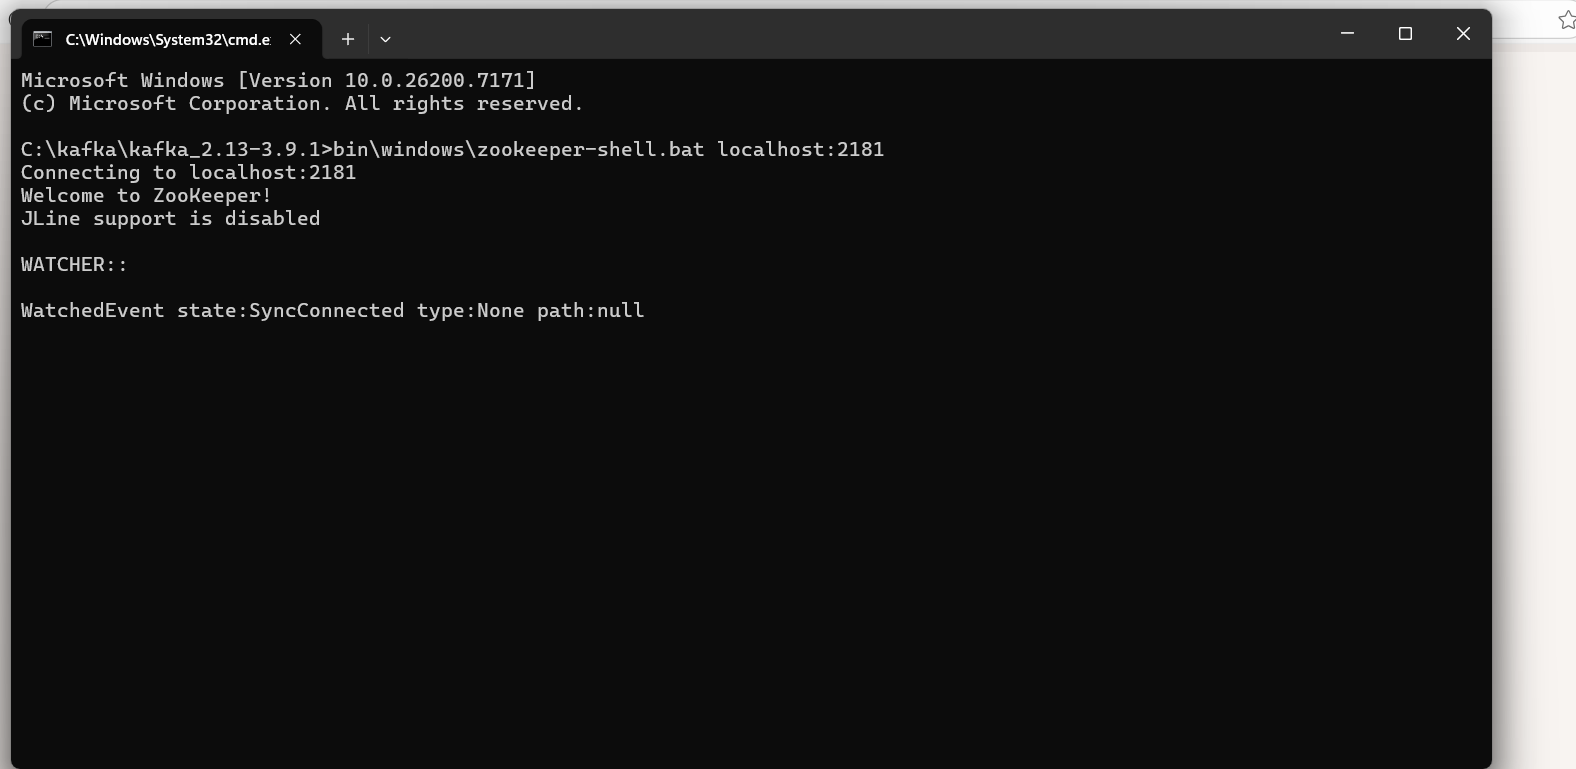 C:\Windows\System32\cmd.e
Microsoft Windows [Version 10.0.26200.7171]
(c) Microsoft Corporation. All rights reserved.
C:\kafka\kafka_2.13-3.9.1>bin\windows\zookeeper-shell.bat localhost:2181
Connecting to localhost:2181
Welcome to ZooKeeper!
JLine support is disabled
WATCHER::
WatchedEvent state:SyncConnected type:None path:null